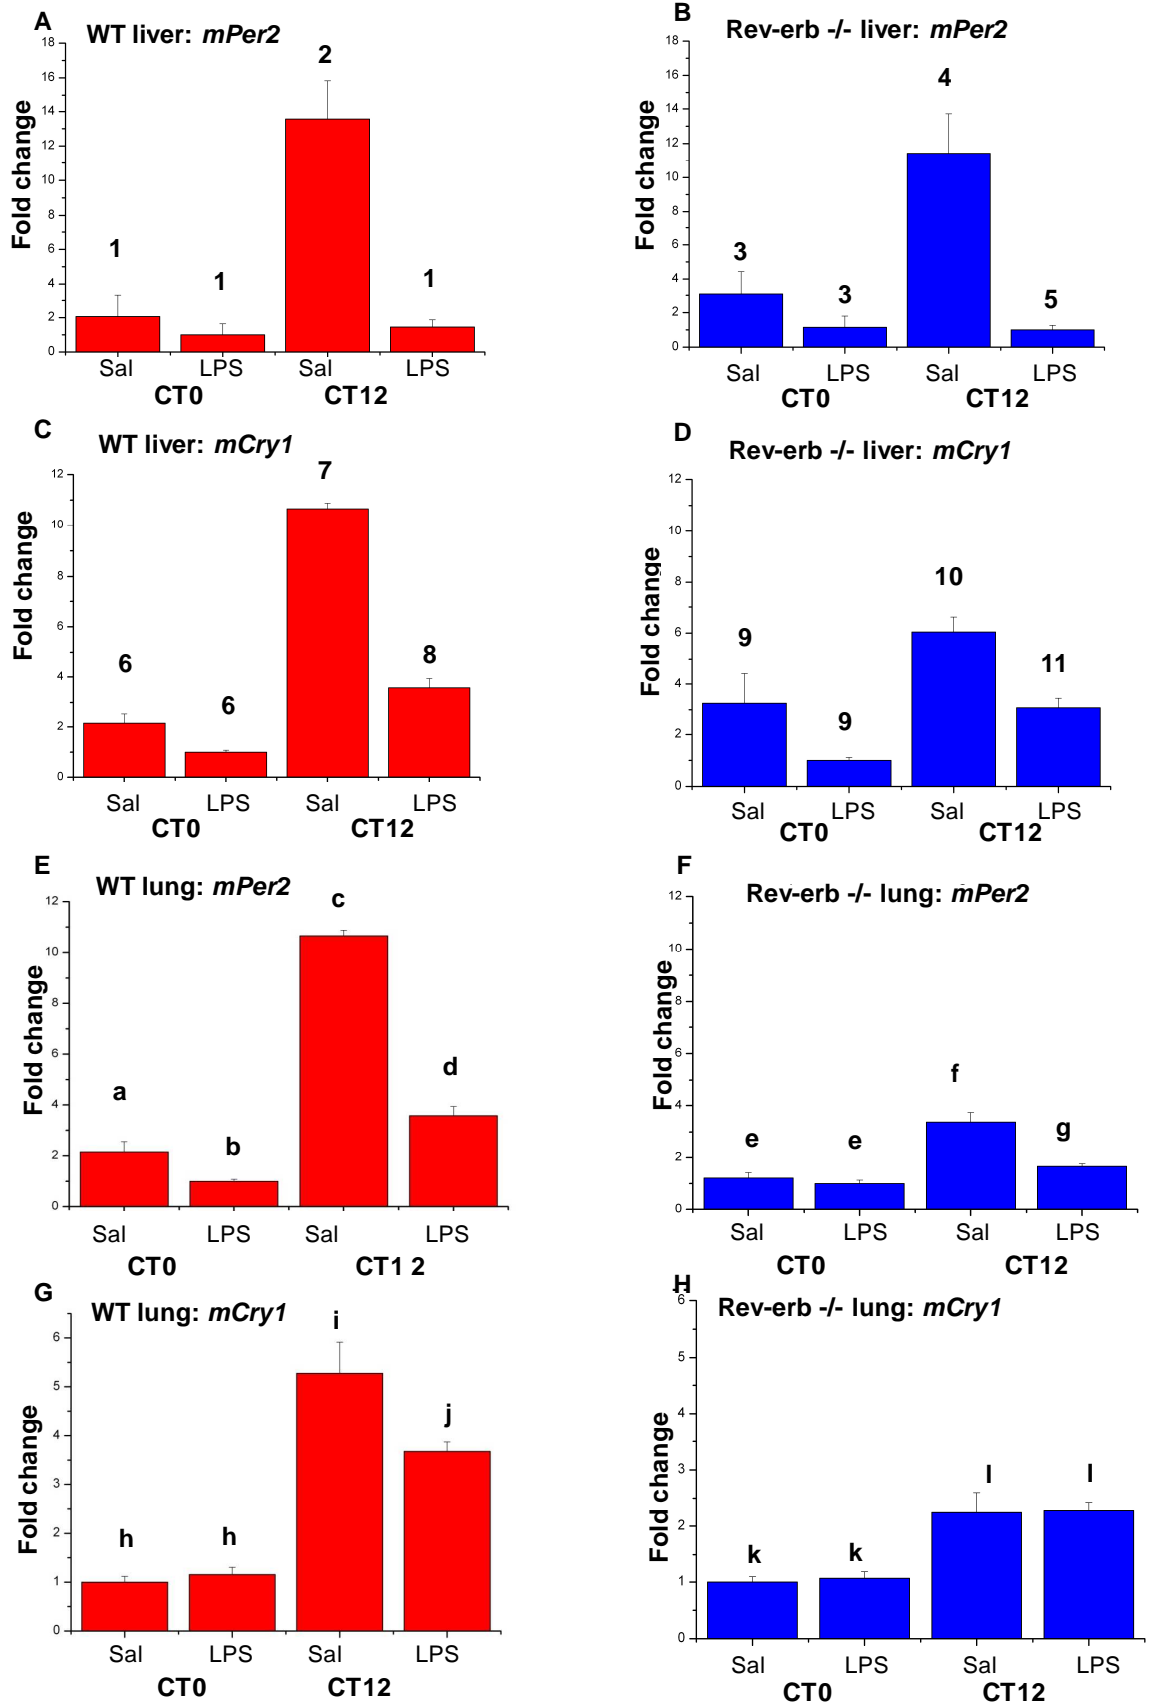 A
WT liver: mPer2
Fold change
18
16
14
12
10
8
6
4
2
0
1
1
2
1
Sal
LPS
Sal
LPS
CT0
CT12
B
Rev-erb -/- liver: mPer2
Fold change
18
16
14
12
10
8
6
4
2
0
3
3
4
5
Sal
LPS
Sal
LPS
CT0
CT12
C
WT liver: mCry1
Fold change
12
10
8
6
4
2
0
6
6
7
8
Sal
LPS
Sal
LPS
CT0
CT12
D
Rev-erb -/- liver: mCry1
Fold change
12
10
8
6
4
2
0
9
9
10
11
Sal
LPS
Sal
LPS
CT0
CT12
E
WT lung: mPer2
Fold change
12
10
8
6
4
2
0
a
b
c
d
Sal
LPS
Sal
LPS
CT0
CT1 2
F
Rev-erb -/- lung: mPer2
Fold change
12
10
8
6
4
2
0
e
e
f
g
Sal
LPS
Sal
LPS
CT0
CT12
G
WT lung: mCry1
Fold change
6
5
4
3
2
1
0
h
h
i
j
Sal
LPS
Sal
LPS
CT0
CT12
H
Rev-erb -/- lung: mCry1
Fold change
6
5
4
3
2
1
0
k
k
l
l
Sal
LPS
Sal
LPS
CT0
CT12